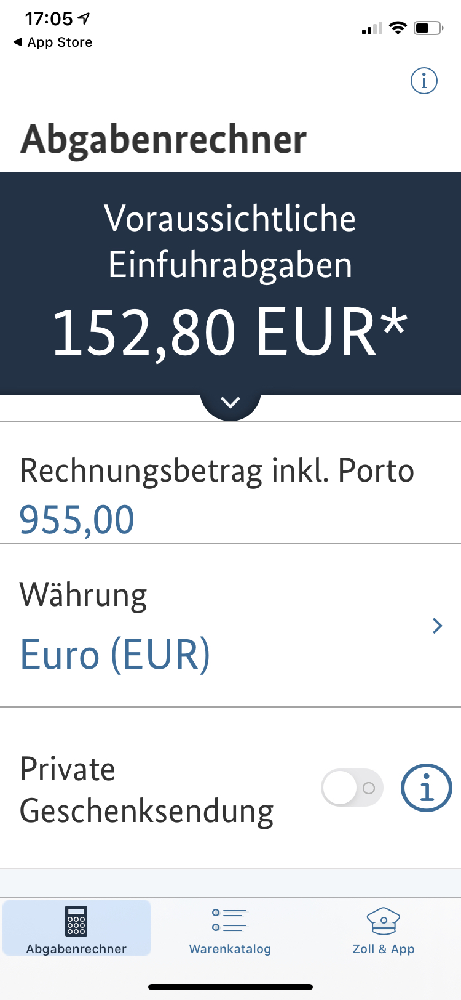 17:05
◀ App Store
Abgabenrechner
Voraussichtliche
Einfuhrabgaben
152,80 EUR*
Rechnungsbetrag inkl. Porto
955,00
Währung
Euro (EUR)
Private
Geschenksendung
Abgabenrechner
Warenkatalog
Zoll & App